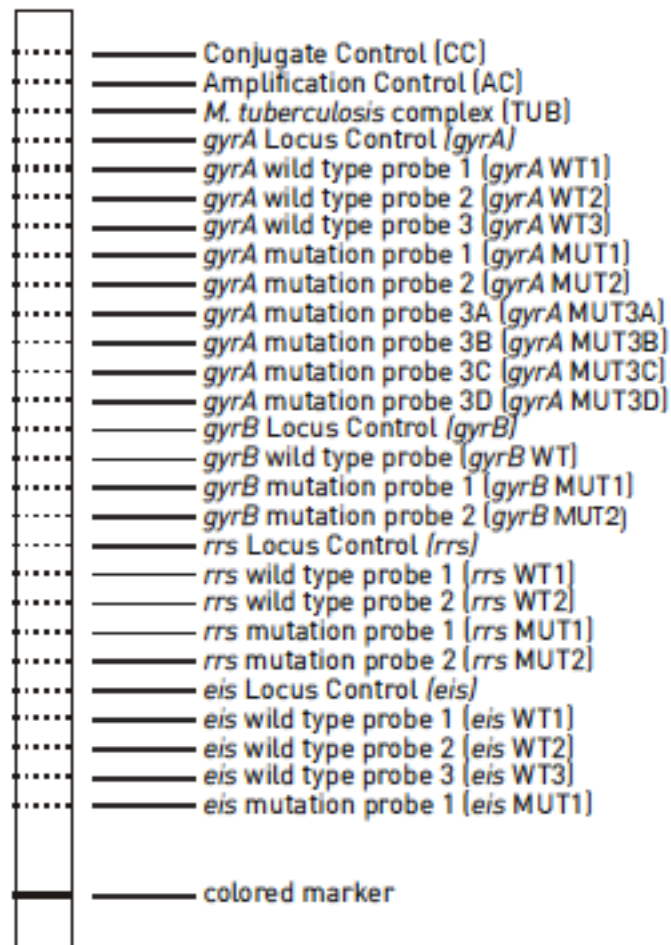 Conjugate Control (CC)
Amplification Control (AC)
M. tuberculosis complex (TUB)
gyrA Locus Control (gyrA)
gyrA wild type probe 1 (gyrA WT1)
gyrA wild type probe 2 (gyrA WT2)
gyrA wild type probe 3 (gyrA WT3)
gyrA mutation probe 1 (gyrA MUT1)
gyrA mutation probe 2 (gyrA MUT2)
gyrA mutation probe 3A (gyrA MUT3A)
gyrA mutation probe 3B (gyrA MUT3B)
gyrA mutation probe 3C (gyrA MUT3C)
gyrA mutation probe 3D (gyrA MUT3D)
gyrB Locus Control (gyrB)
gyrB wild type probe (gyrB WT)
gyrB mutation probe 1 (gyrB MUT1)
gyrB mutation probe 2 (gyrB MUT2)
rrs Locus Control (rrs)
rrs wild type probe 1 (rrs WT1)
rrs wild type probe 2 (rrs WT2)
rrs mutation probe 1 (rrs MUT1)
rrs mutation probe 2 (rrs MUT2)
eis Locus Control (eis)
eis wild type probe 1 (eis WT1)
eis wild type probe 2 (eis WT2)
eis wild type probe 3 (eis WT3)
eis mutation probe 1 (eis MUT1)
colored marker